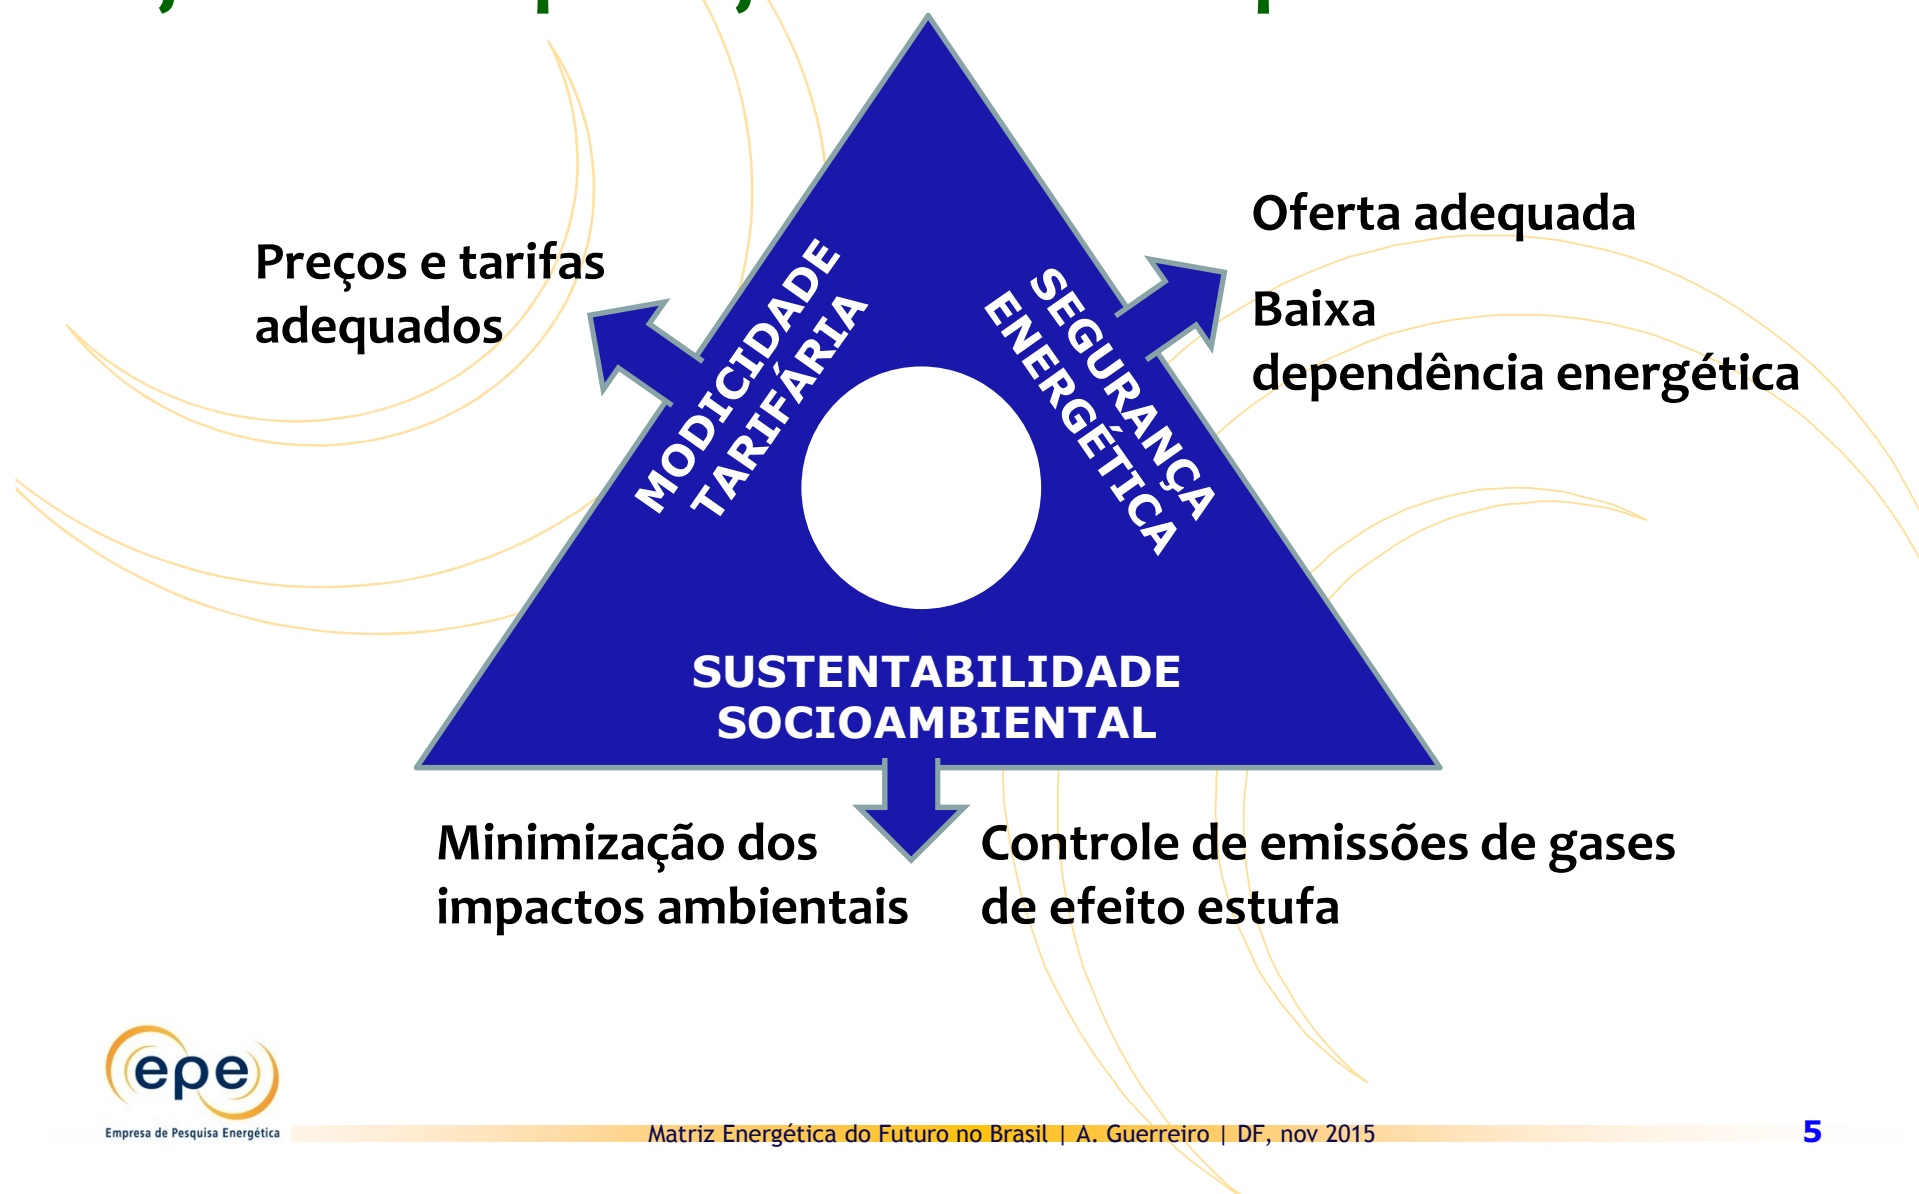 Preços e tarifas
adequados
MODICIDADE
TARIFÁRIA
SEGURANÇA
ENERGÉTICA
Oferta adequada
Baixa
dependência energética
SUSTENTABILIDADE
SOCIOAMBIENTAL
Minimização dos
impactos ambientais
Controle de emissões de gases
de efeito estufa
epe
Empresa de Pesquisa Energética
Matriz Energética do Futuro no Brasil | A. Guerreiro | DF, nov 2015
5